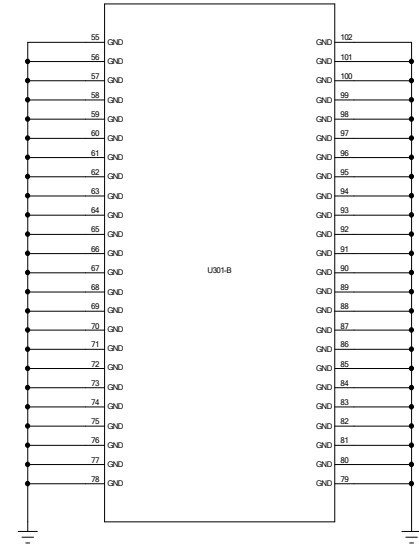 55 GND GND 102
56 GND GND 101
57 GND GND 100
58 GND GND 99
59 GND GND 98
60 GND GND 97
61 GND GND 96
62 GND GND 95
63 GND GND 94
64 GND GND 93
65 GND GND 92
66 GND GND 91
67 GND U301-B GND 90
68 GND GND 89
69 GND GND 88
70 GND GND 87
71 GND GND 86
72 GND GND 85
73 GND GND 84
74 GND GND 83
75 GND GND 82
76 GND GND 81
77 GND GND 80
78 GND GND 79